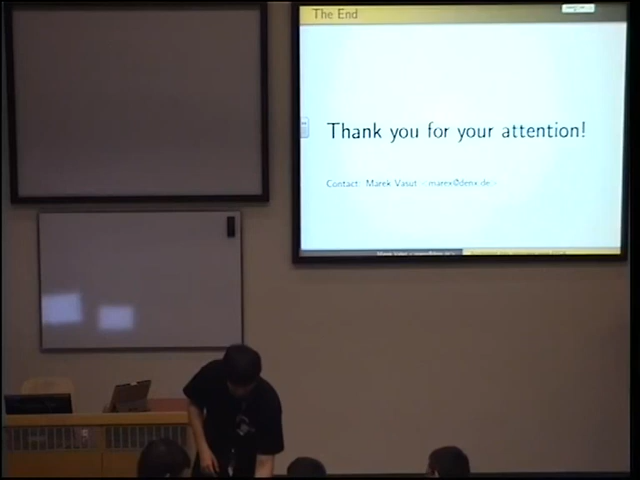 The End
Thank you for your attention!
Contact: Marek Vasut <marex@denx.de>